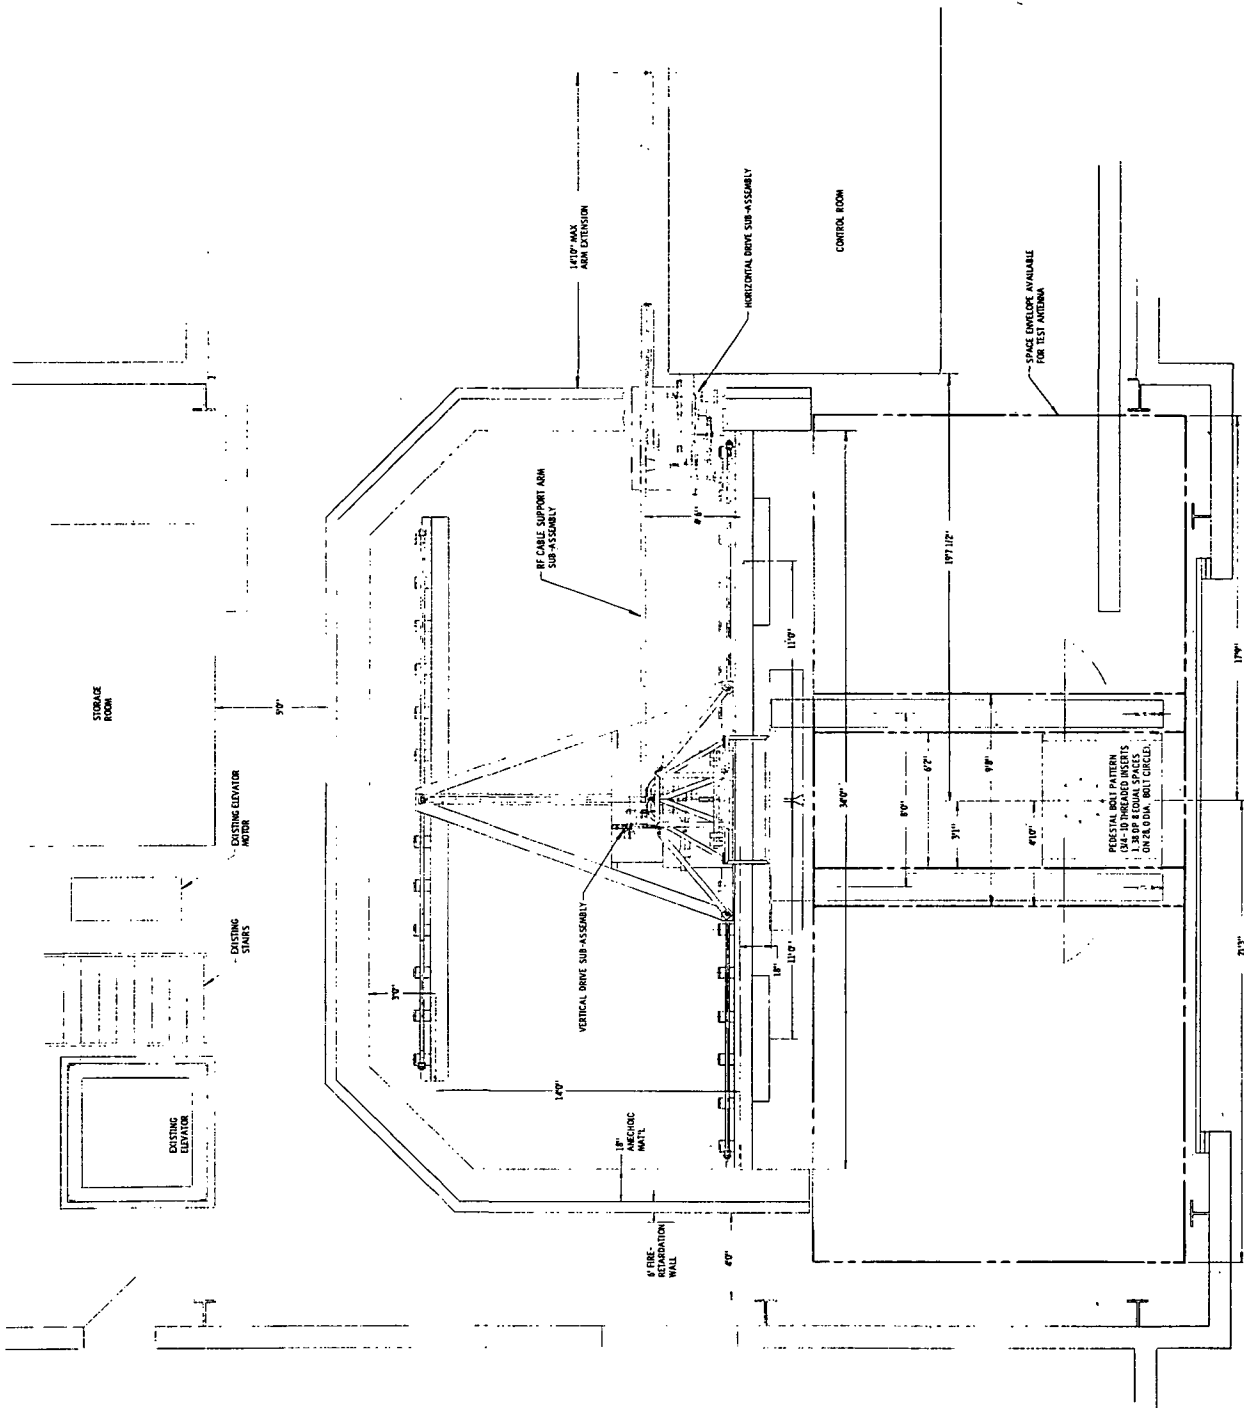 14'10" MAX
ARM EXTENSION
HORIZONTAL DRIVE SUB-ASSEMBLY
CONTROL ROOM
SPACE ENVELOPE AVAILABLE
FOR TEST ANTENNA
RF CABLE SUPPORT ARM
SUB-ASSEMBLY
19'7 1/2"
11'0"
17'9"
STORAGE
ROOM
5'0"
EXISTING ELEVATOR
MOTOR
EXISTING
STAIRS
VERTICAL DRIVE SUB-ASSEMBLY
34'0"
8'0"
6'2"
9'8"
3'1"
4'10"
PEDESTAL BOLT PATTERN
(3/4 - 10 THREADED INSERTS
1.38 DP 8 EQUAL SPACES
ON 28.0 DIA. BOLT CIRCLE).
18"
11'0"
21'3"
3'0"
14'0"
EXISTING
ELEVATOR
18"
ANECHOIC
MAT'L
6" FIRE-
RETARDATION
WALL
4'0"